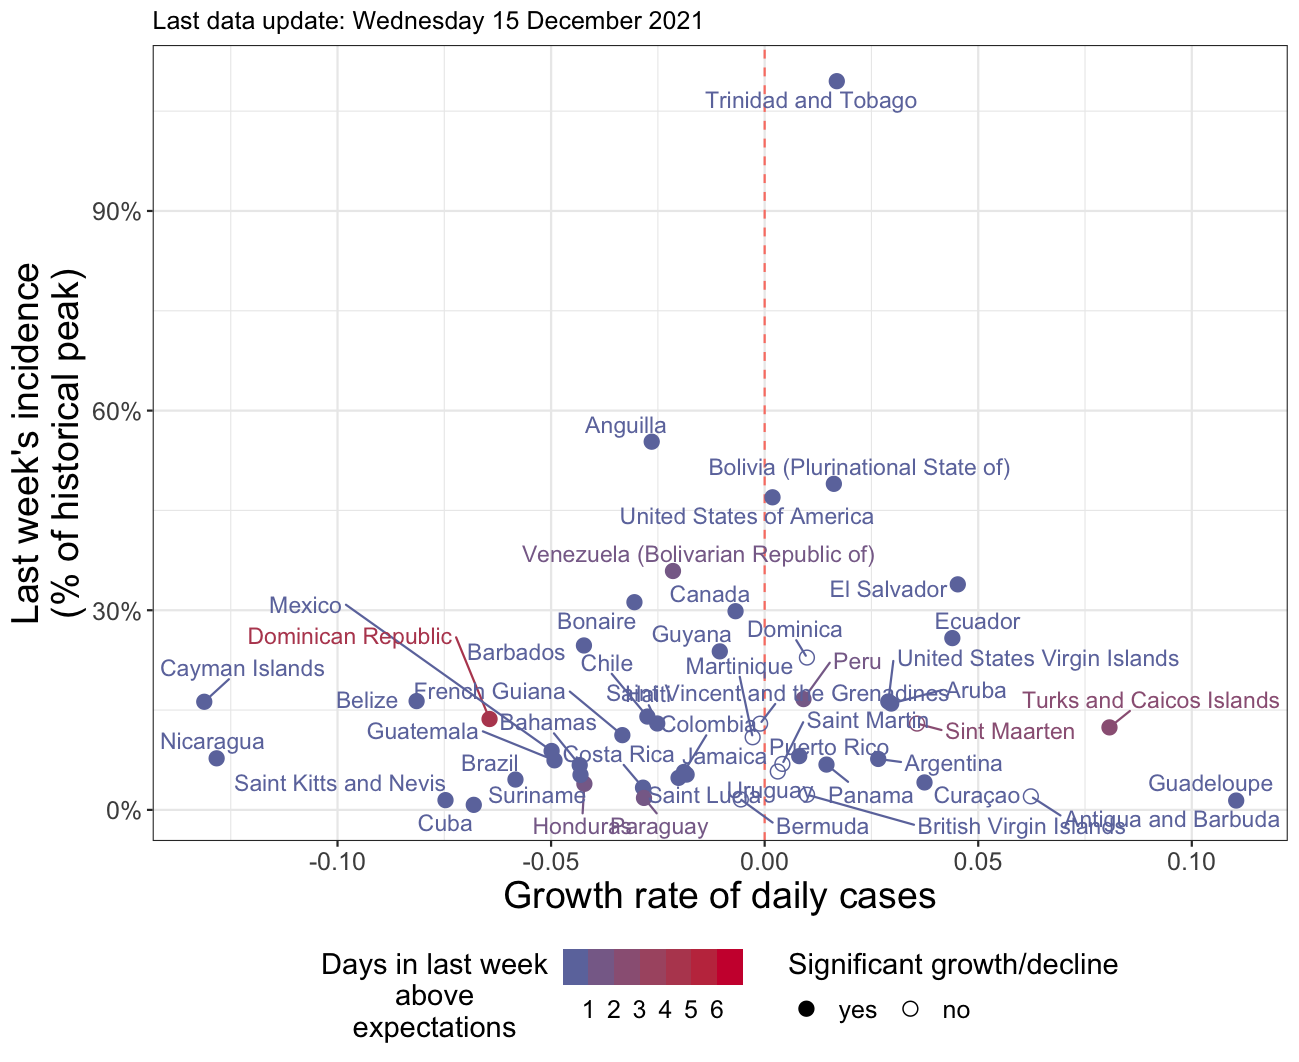 Last data update: Wednesday 15 December 2021
Last week's incidence
(% of historical peak)
90%
60%
30%
0%
Trinidad and Tobago
Anguilla
Bolivia (Plurinational State of)
United States of America
Venezuela (Bolivarian Republic of)
El Salvador
Canada
Mexico
Bonaire
Ecuador
Dominica
Dominican Republic
Guyana
Barbados
Chile
Martinique
Peru
United States Virgin Islands
Cayman Islands
French Guiana
Saint Vincent and the Grenadines
Haiti
Aruba
Belize
Turks and Caicos Islands
Guatemala
Bahamas
Colombia
Saint Martin
Sint Maarten
Nicaragua
Costa Rica
Jamaica
Puerto Rico
Argentina
Brazil
Saint Kitts and Nevis
Suriname
Saint Lucia
Uruguay
Panama
Curaçao
Guadeloupe
Cuba
Honduras
Paraguay
Bermuda
British Virgin Islands
Antigua and Barbuda
-0.10 -0.05 0.00 0.05 0.10
Growth rate of daily cases
Days in last week
above
expectations
1 2 3 4 5 6
Significant growth/decline
yes no